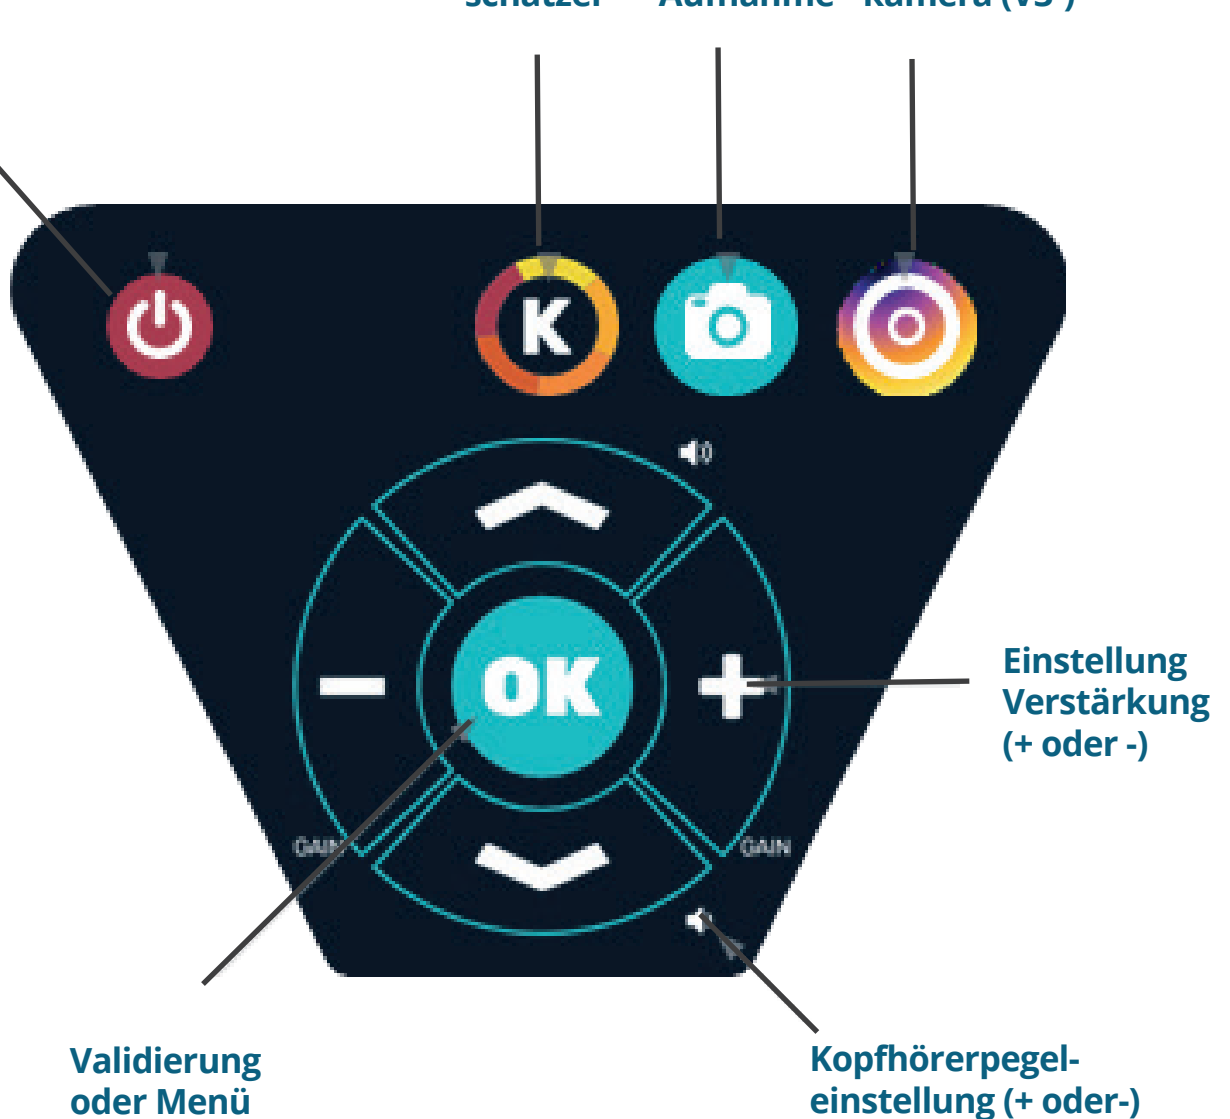 K
OK
GAIN
GAIN
Einstellung
Verstärkung
(+ oder -)
Validierung
oder Menü
Kopfhörerpegel-
einstellung (+ oder-)